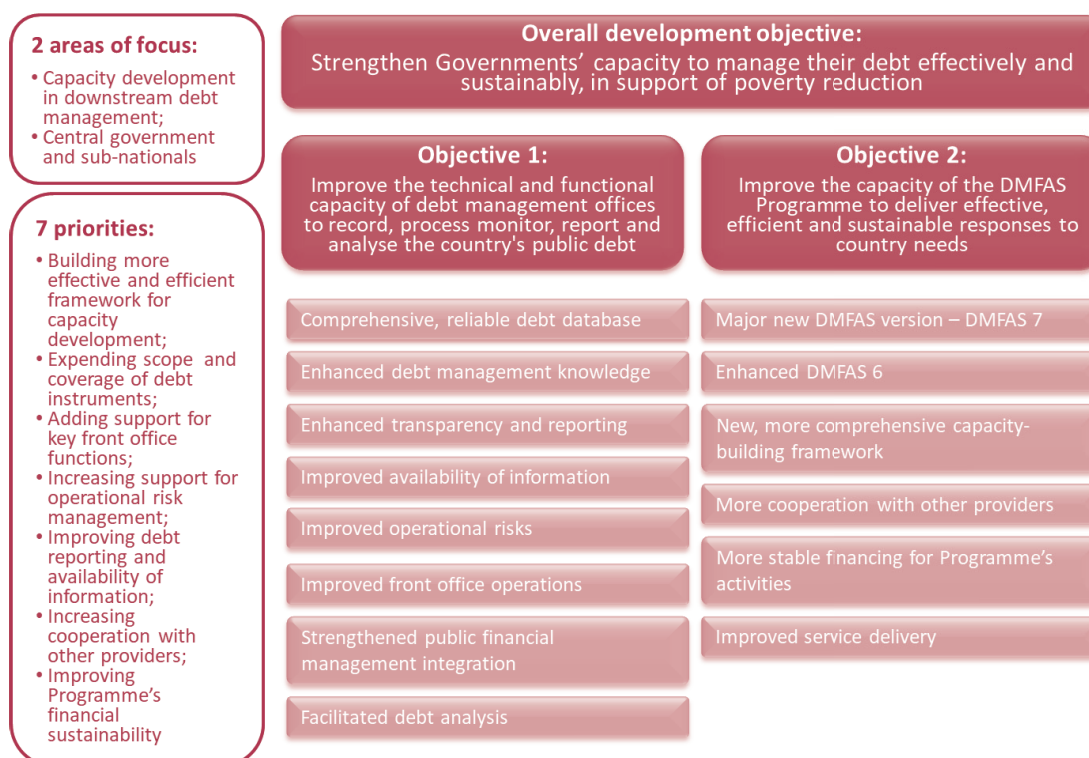 2 areas of focus:
• Capacity development
in downstream debt
management;
• Central government
and sub-nationals
7 priorities:
• Building more
effective and efficient
framework for
capacity
development;
• Expending scope and
coverage of debt
instruments;
• Adding support for
key front office
functions;
• Increasing support for
operational risk
management;
• Improving debt
reporting and
availability of
information;
• Increasing
cooperation with
other providers;
• Improving
Programme's
financial
sustainability
Overall development objective:
Strengthen Governments' capacity to manage their debt effectively and
sustainably, in support of poverty reduction
Objective 1:
Improve the technical and functional
capacity of debt management offices
to record, process monitor, report and
analyse the country's public debt
Comprehensive, reliable debt database
Enhanced debt management knowledge
Enhanced transparency and reporting
Improved availability of information
Improved operational risks
Improved front office operations
Strengthened public financial
management integration
Facilitated debt analysis
Objective 2:
Improve the capacity of the DMFAS
Programme to deliver effective,
efficient and sustainable responses to
country needs
Major new DMFAS version – DMFAS 7
Enhanced DMFAS 6
New, more comprehensive capacity-
building framework
More cooperation with other providers
More stable financing for Programme's
activities
Improved service delivery